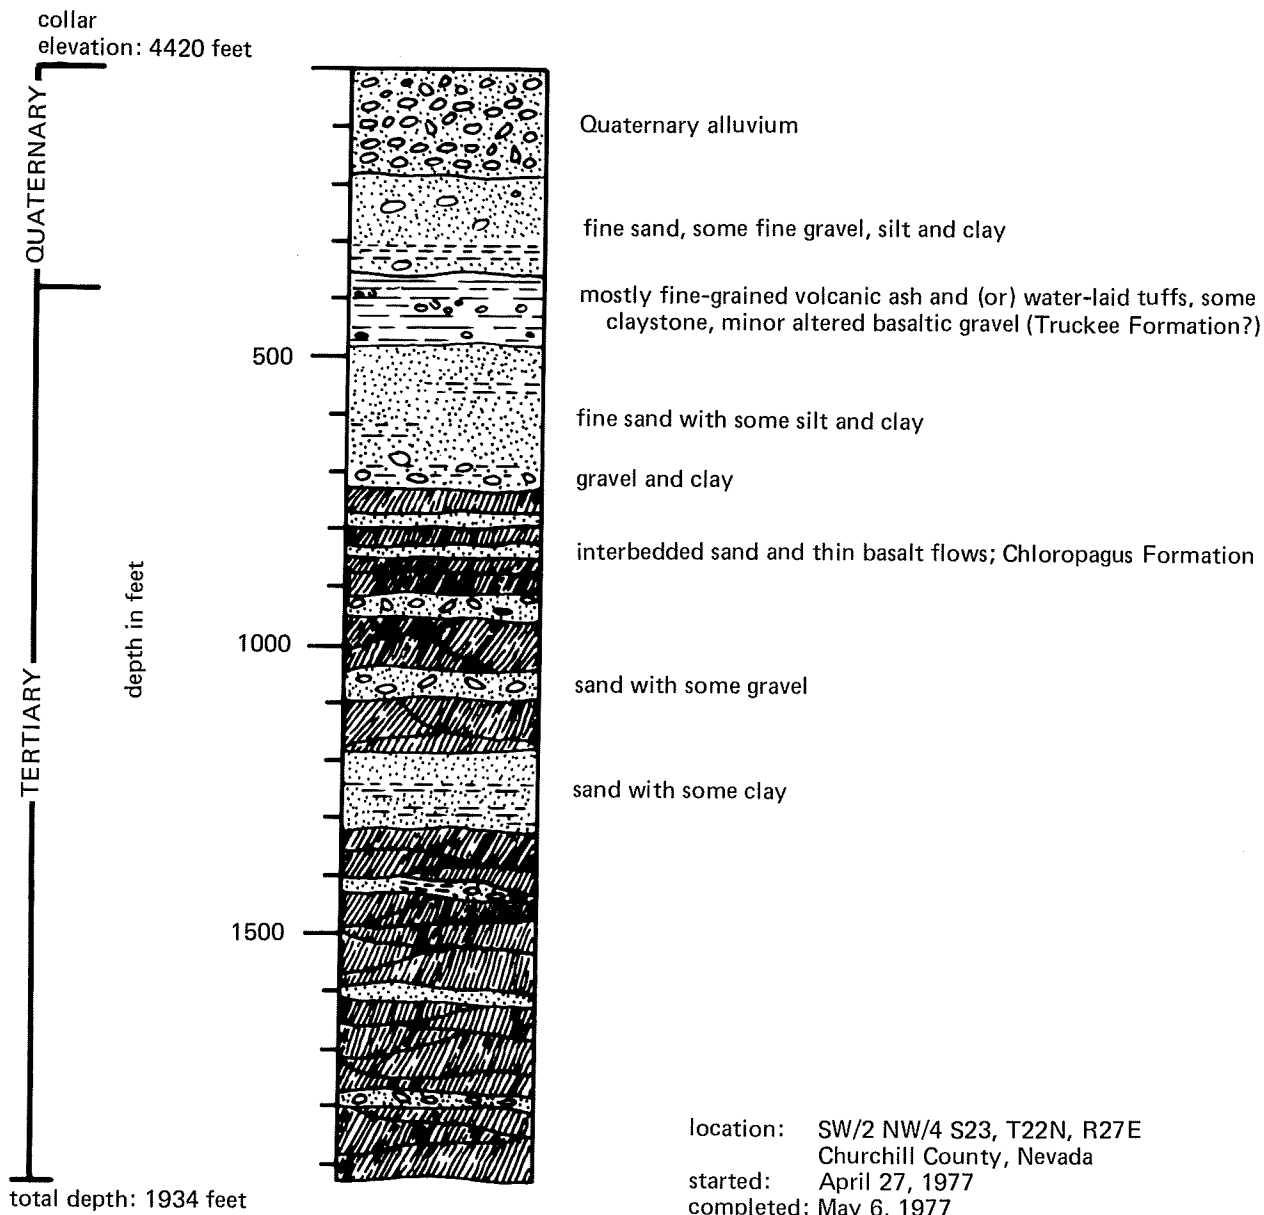 collar
elevation: 4420 feet
QUATERNARY
Quaternary alluvium
fine sand, some fine gravel, silt and clay
mostly fine-grained volcanic ash and (or) water-laid tuffs, some
claystone, minor altered basaltic gravel (Truckee Formation?)
500
fine sand with some silt and clay
gravel and clay
interbedded sand and thin basalt flows; Chloropagus Formation
depth in feet
1000
TERTIARY
sand with some gravel
sand with some clay
1500
location: SW/2 NW/4 S23, T22N, R27E
Churchill County, Nevada
started: April 27, 1977
completed: May 6, 1977
total depth: 1934 feet